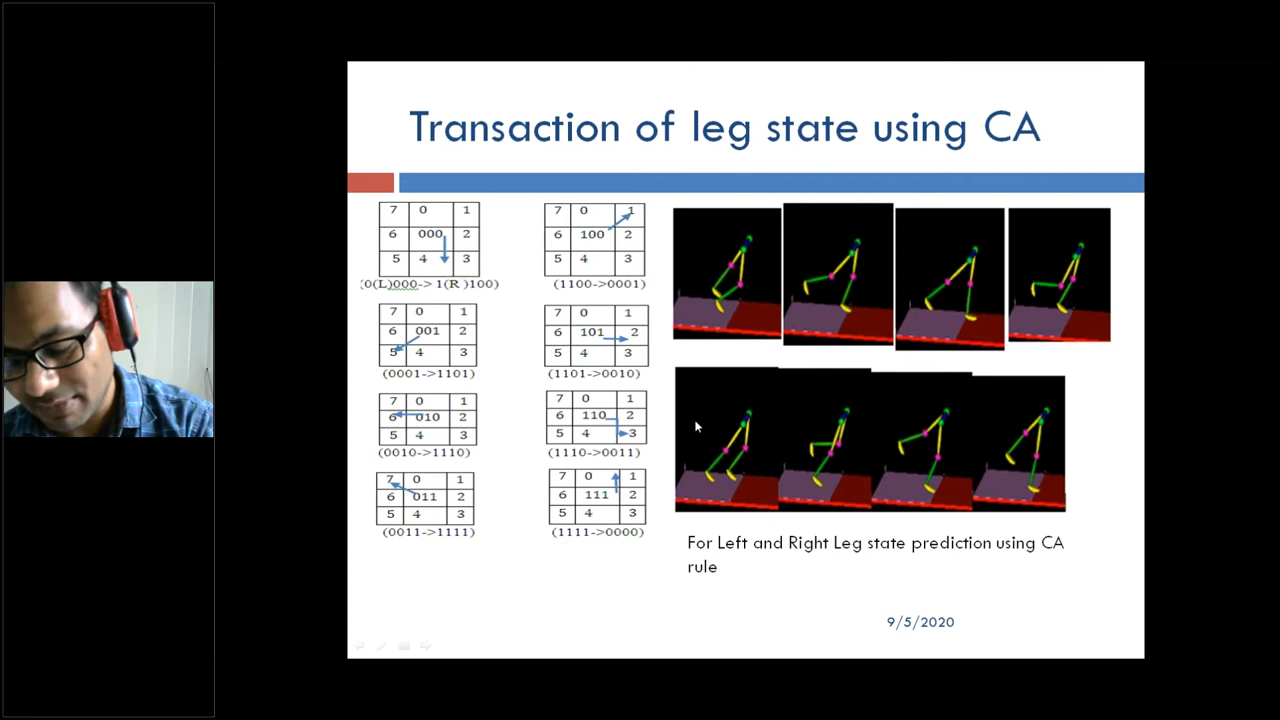 Transaction of leg state using CA
7 0 1
6 000 2
5 4 3
(0(L)000-> 1(R )100)
7 0 1
6 100 2
5 4 3
(1100->0001)
7 0 1
6 001 2
5 4 3
(0001->1101)
7 0 1
6 101 2
5 4 3
(1101->0010)
7 0 1
6 010 2
5 4 3
(0010->1110)
7 0 1
6 110 2
5 4 3
(1110->0011)
7 0 1
6 011 2
5 4 3
(0011->1111)
7 0 1
6 111 2
5 4 3
(1111->0000)
For Left and Right Leg state prediction using CA
rule
9/5/2020